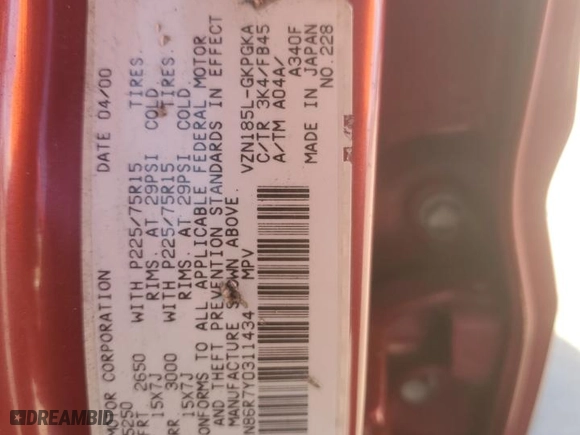 MOTOR CORPORATION DATE 04/00
5250
FRT 2650 WITH P225/75R15 TIRES.
15X7J RIMS. AT 29PSI COLD.
RR 3000 WITH P225/75R15 TIRES.
15X7J RIMS. AT 29PSI COLD.
CONFORMS TO ALL APPLICABLE FEDERAL MOTOR
AND THEFT PREVENTION STANDARDS IN EFFECT
MANUFACTURE SHOWN ABOVE.
N86R7Y0311434 MPV
VZN185L-GKPGKA
C/TR 3K4/FB45
A/TM A04A/
A340F
MADE IN JAPAN
NO.228
DREAMBID